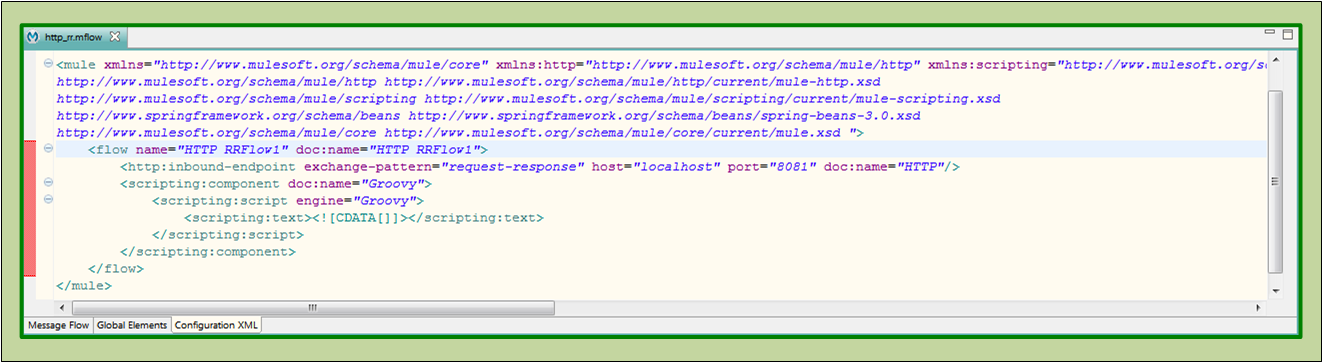 http_rr.mflow
<mule xmlns="http://www.mulesoft.org/schema/mule/core" xmlns:http="http://www.mulesoft.org/schema/mule/http" xmlns:scripting="http://www.mulesoft.org/sc
http://www.mulesoft.org/schema/mule/http http://www.mulesoft.org/schema/mule/http/current/mule-http.xsd
http://www.mulesoft.org/schema/mule/scripting http://www.mulesoft.org/schema/mule/scripting/current/mule-scripting.xsd
http://www.springframework.org/schema/beans http://www.springframework.org/schema/beans/spring-beans-3.0.xsd
http://www.mulesoft.org/schema/mule/core http://www.mulesoft.org/schema/mule/core/current/mule.xsd ">
<flow name="HTTP RRFlow1" doc:name="HTTP RRFlow1">
<http:inbound-endpoint exchange-pattern="request-response" host="localhost" port="8081" doc:name="HTTP"/>
<scripting:component doc:name="Groovy">
<scripting:script engine="Groovy">
<scripting:text><![CDATA[]]></scripting:text>
</scripting:script>
</scripting:component>
</flow>
</mule>
Message Flow Global Elements Configuration XML